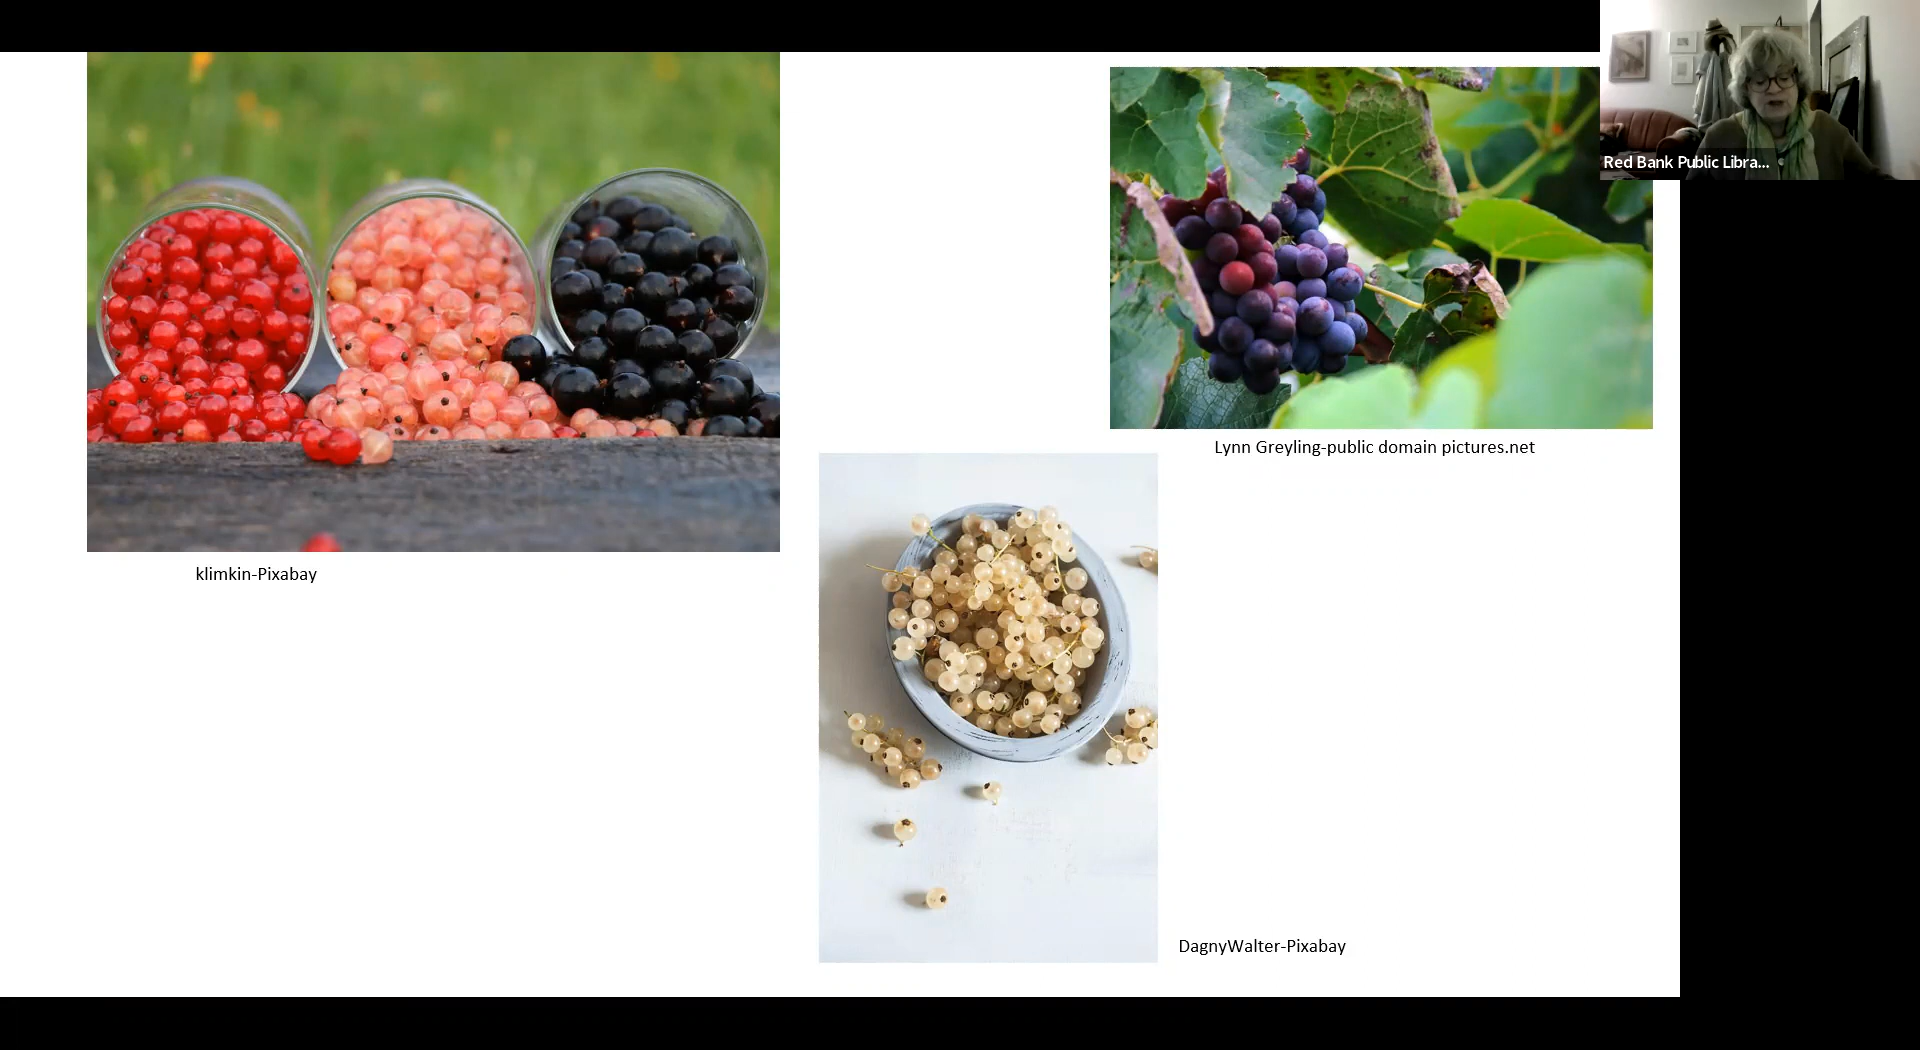 Red Bank Public Libra...
Lynn Greyling-public domain pictures.net
klimkin-Pixabay
DagnyWalter-Pixabay